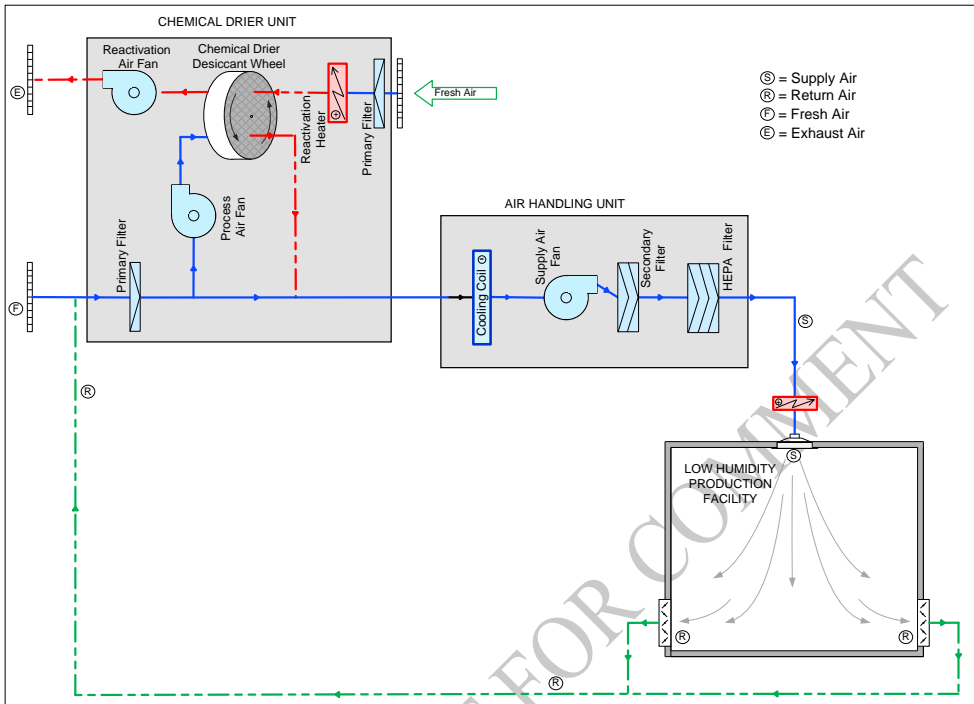 CHEMICAL DRIER UNIT
Reactivation
Air Fan
Chemical Drier
Desiccant Wheel
Reactivation
Heater
Primary Filter
Fresh Air
E
S = Supply Air
R = Return Air
F = Fresh Air
E = Exhaust Air
Process
Air Fan
Primary Filter
F
AIR HANDLING UNIT
Cooling Coil
Supply Air
Fan
Secondary
Filter
HEPA Filter
S
R
S
LOW HUMIDITY
PRODUCTION
FACILITY
R
R
R
FOR COMMENT